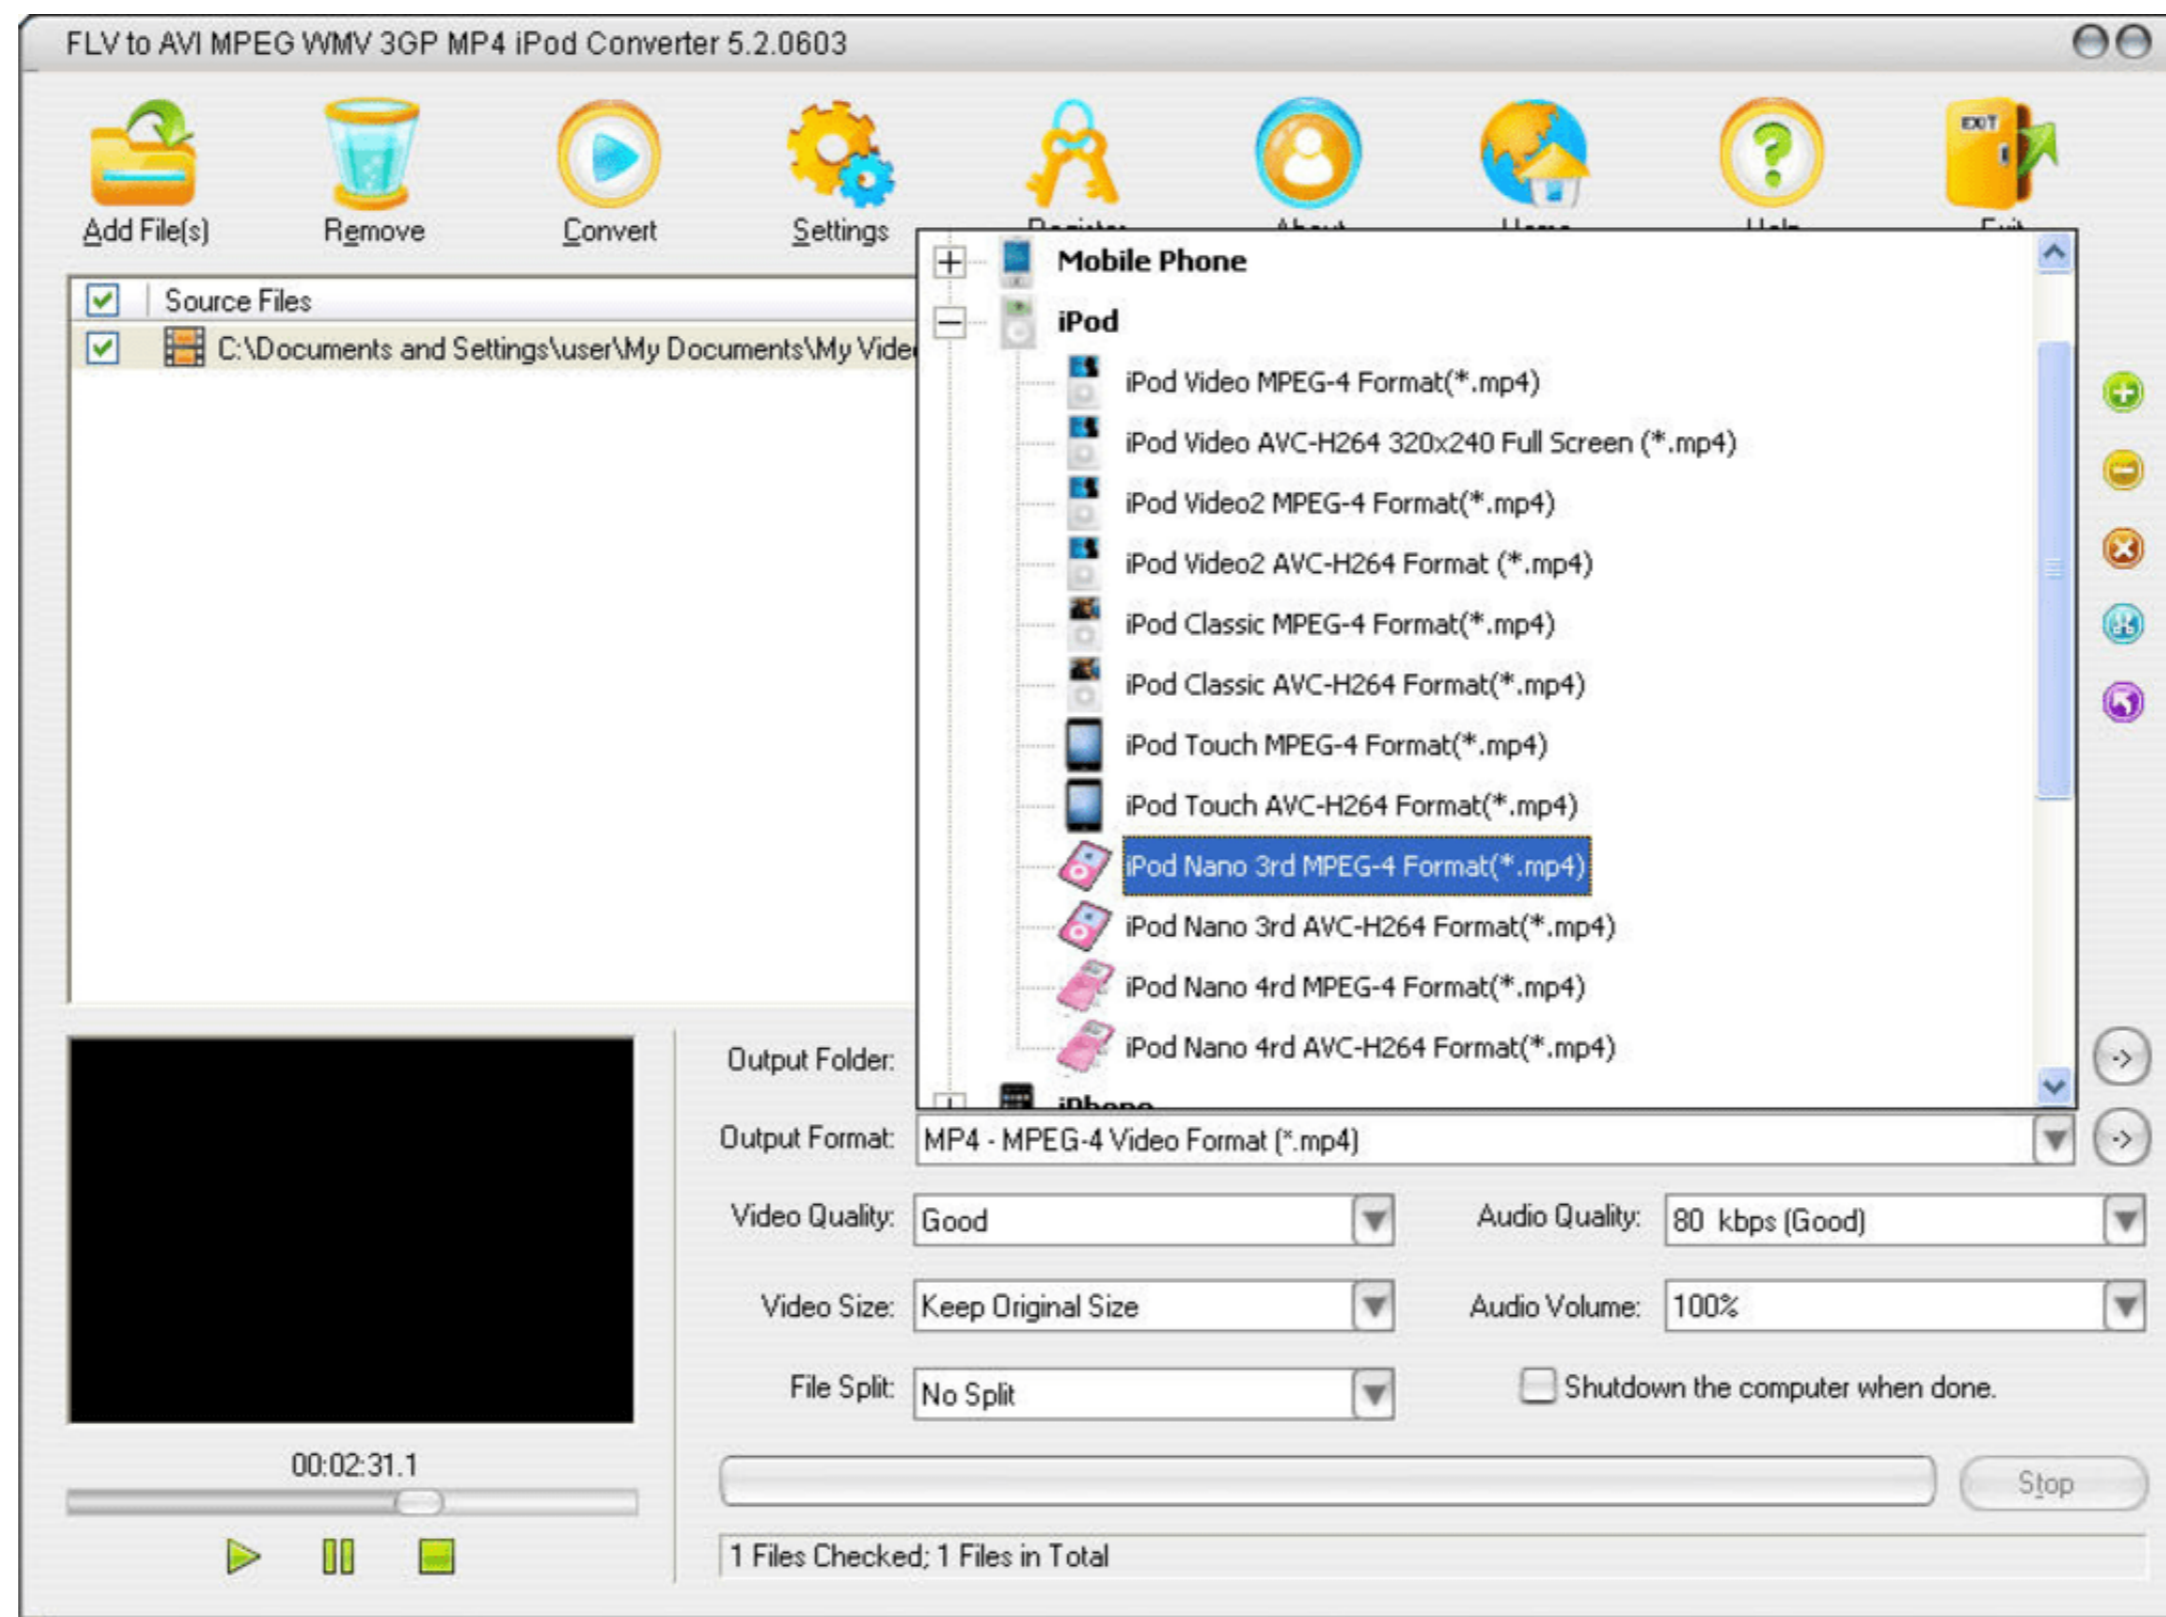 FLV to AVI MPEG WMV 3GP MP4 iPod Converter 5.2.0603
EXIT
Add File(s) Remove Convert Settings Register About Home Help Exit
Source Files
C:\Documents and Settings\user\My Documents\My Vide
Mobile Phone
iPod
iPod Video MPEG-4 Format(*.mp4)
iPod Video AVC-H264 320x240 Full Screen (*.mp4)
iPod Video2 MPEG-4 Format(*.mp4)
iPod Video2 AVC-H264 Format (*.mp4)
iPod Classic MPEG-4 Format(*.mp4)
iPod Classic AVC-H264 Format(*.mp4)
iPod Touch MPEG-4 Format(*.mp4)
iPod Touch AVC-H264 Format(*.mp4)
iPod Nano 3rd MPEG-4 Format(*.mp4)
iPod Nano 3rd AVC-H264 Format(*.mp4)
iPod Nano 4rd MPEG-4 Format(*.mp4)
iPod Nano 4rd AVC-H264 Format(*.mp4)
iPhone
Output Folder: ->
Output Format: MP4 - MPEG-4 Video Format (*.mp4) ->
Video Quality: Good Audio Quality: 80 kbps (Good)
Video Size: Keep Original Size Audio Volume: 100%
File Split: No Split Shutdown the computer when done.
00:02:31.1
Stop
1 Files Checked; 1 Files in Total